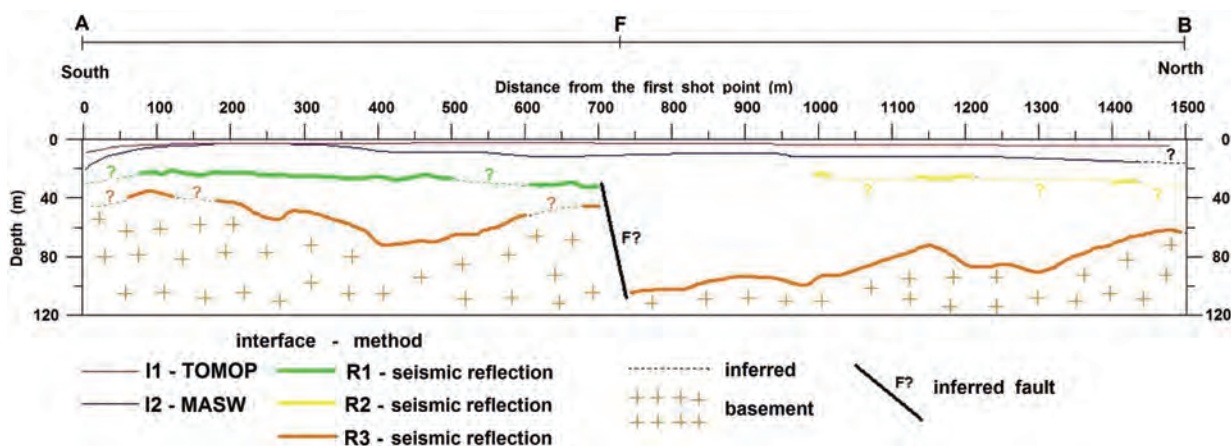 A F B
South North
Distance from the first shot point (m)
0 100 200 300 400 500 600 700 800 900 1000 1100 1200 1300 1400 1500
0 0
?
? ?
40 ? ? ? ? ? ? 40
Depth (m)
F?
80 80
120 120
interface - method
I1 - TOMOP R1 - seismic reflection inferred F? inferred fault
I2 - MASW R2 - seismic reflection basement
R3 - seismic reflection